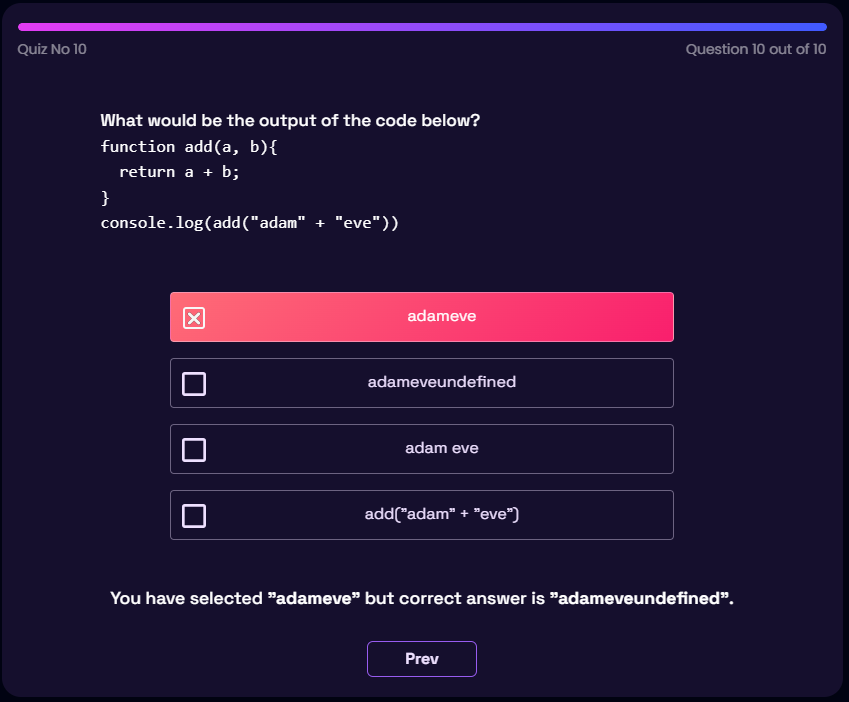 Quiz No 10
Question 10 out of 10
What would be the output of the code below?
function add(a, b){
  return a + b;
}
console.log(add("adam" + "eve"))
adameve
adameveundefined
adam eve
add(”adam” + ”eve”)
You have selected ”adameve” but correct answer is ”adameveundefined”.
Prev